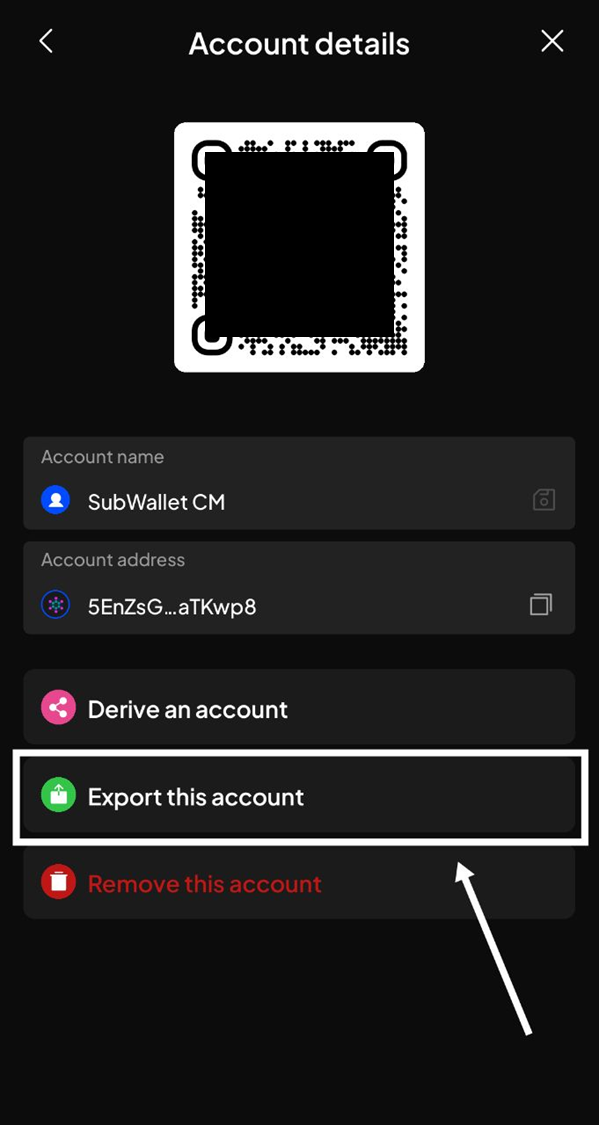 Account details
Account name
SubWallet CM
Account address
5EnZsG...aTKwp8
Derive an account
Export this account
Remove this account